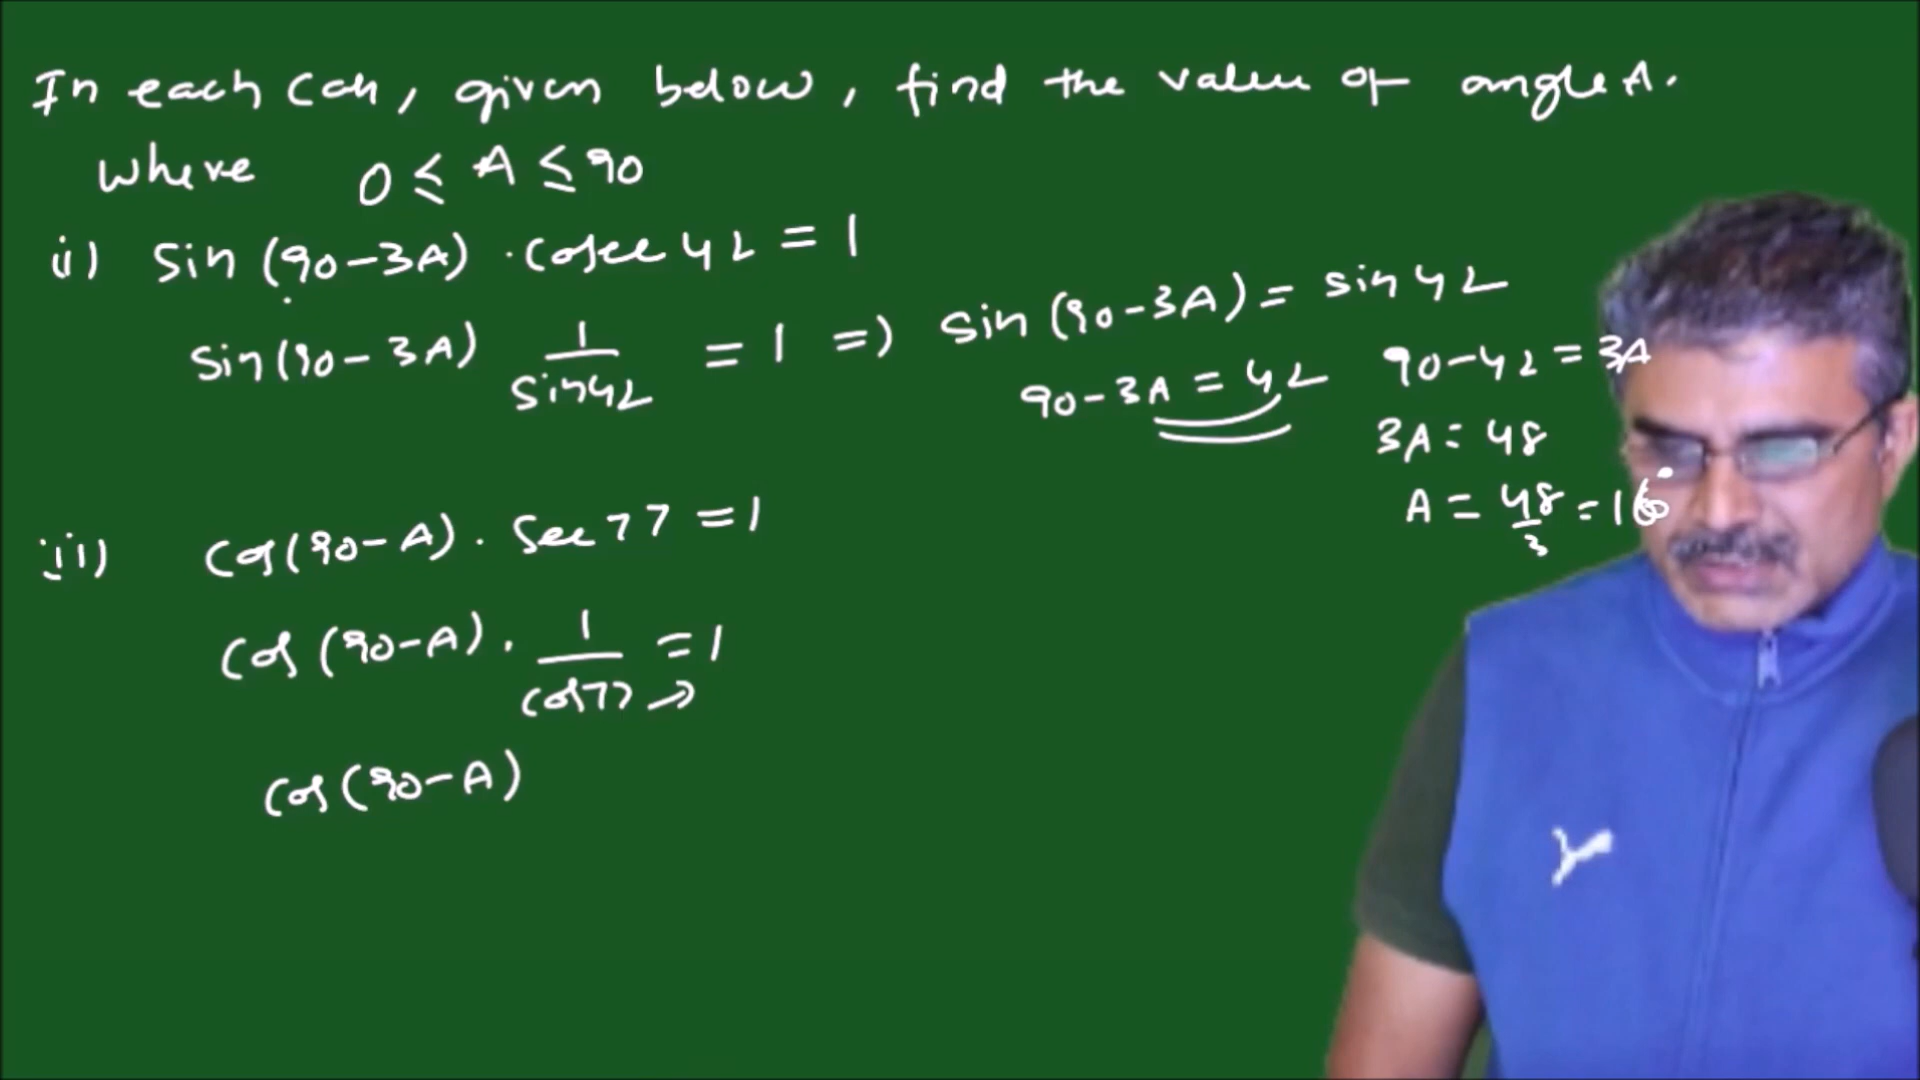 In each case, given below, find the value of angle A.
where 0 ≤ A ≤ 90
ii) sin (90-3A) . cosec 42 = 1
sin (90-3A) 1/sin42 = 1 => sin (90-3A) = sin 42
90-3A = 42 90-42 = 3A
3A = 48
A = 48/3 = 16°
iii) cos(90-A) . sec 77 = 1
cos (90-A) . 1/cos77 = 1
cos (90-A)